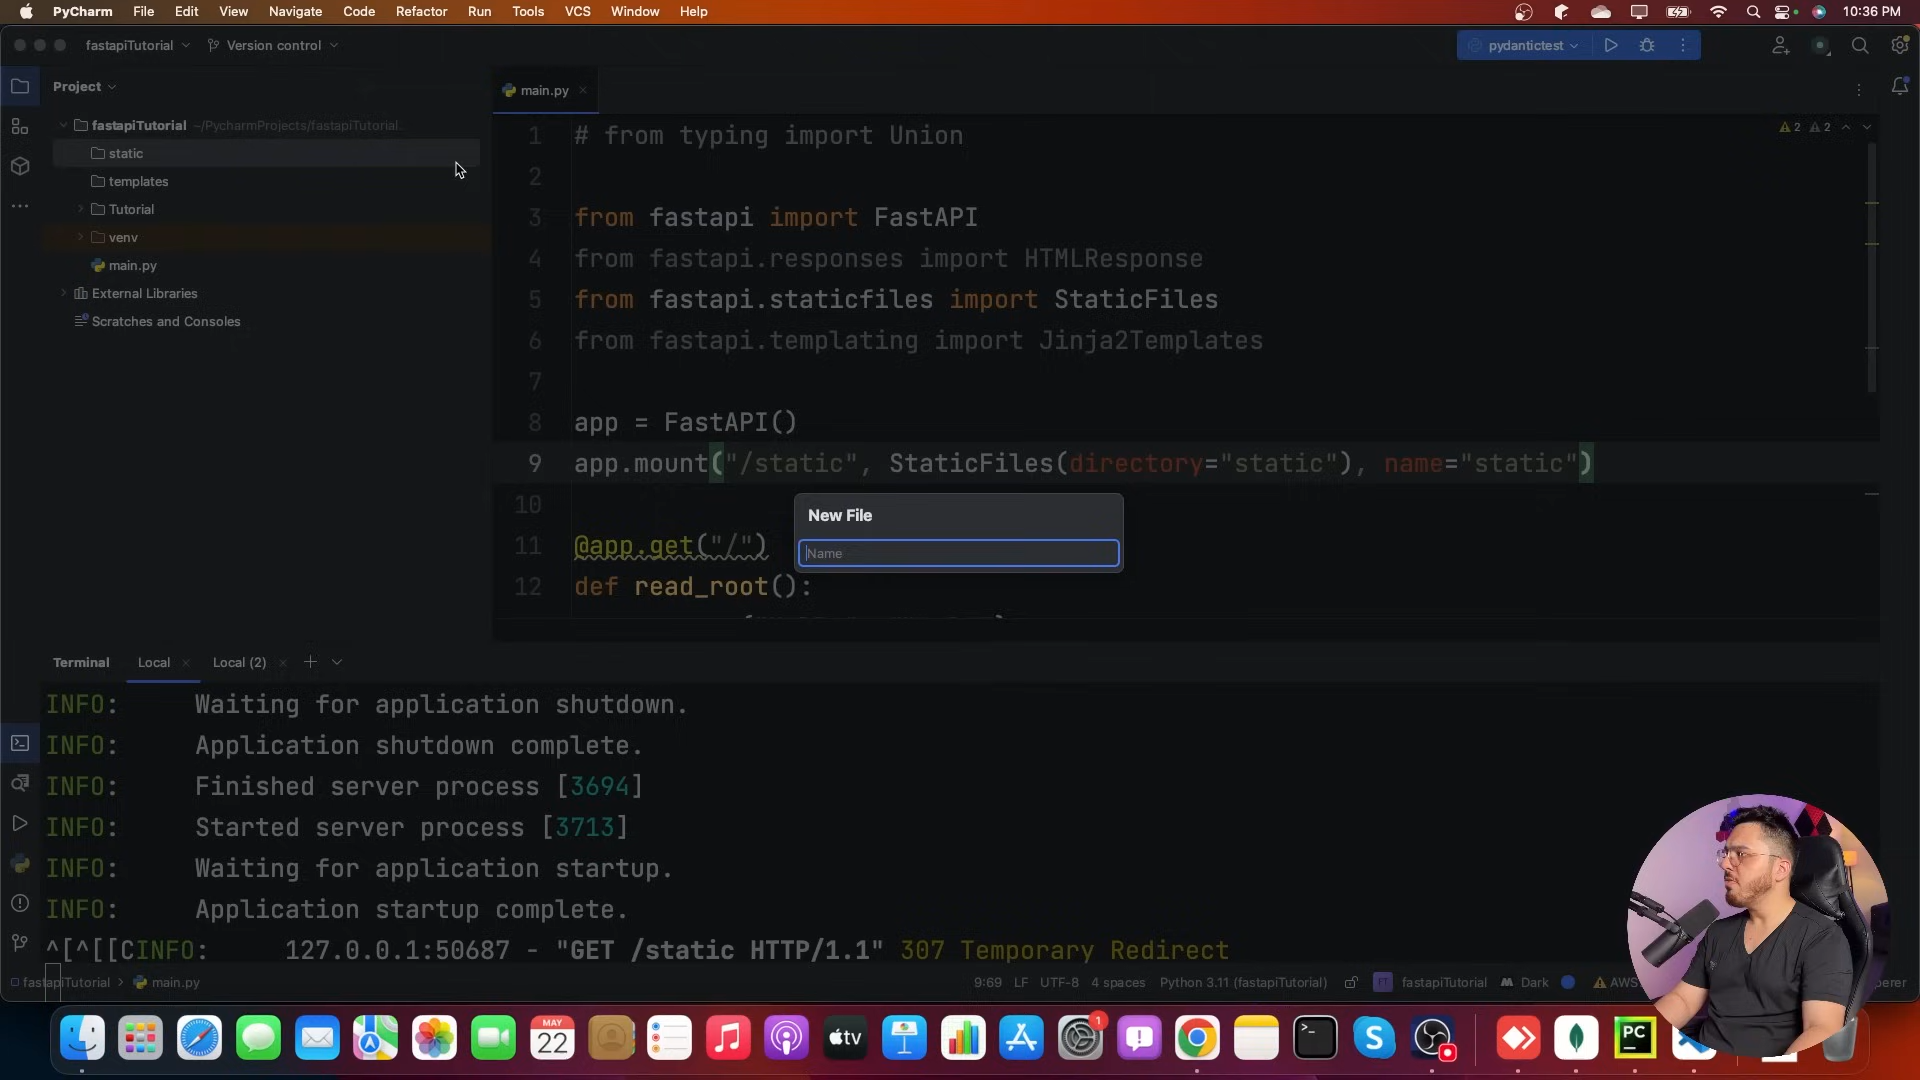 PyCharm File Edit View Navigate Code Refactor Run Tools VCS Window Help 10:36 PM
fastapiTutorial Version control pydantictest
Project
main.py
fastapiTutorial ~/PycharmProjects/fastapiTutorial
static
templates
Tutorial
venv
main.py
External Libraries
Scratches and Consoles
2 2
1 # from typing import Union
2
3 from fastapi import FastAPI
4 from fastapi.responses import HTMLResponse
5 from fastapi.staticfiles import StaticFiles
6 from fastapi.templating import Jinja2Templates
7
8 app = FastAPI()
9 app.mount("/static", StaticFiles(directory="static"), name="static")
10
11 @app.get("/")
12 def read_root():
New File
Name
Terminal Local Local (2)
INFO: Waiting for application shutdown.
INFO: Application shutdown complete.
INFO: Finished server process [3694]
INFO: Started server process [3713]
INFO: Waiting for application startup.
INFO: Application startup complete.
^[^[[CINFO: 127.0.0.1:50687 - "GET /static HTTP/1.1" 307 Temporary Redirect
fastapiTutorial main.py 9:69 LF UTF-8 4 spaces Python 3.11 (fastapiTutorial) fastapiTutorial Dark AWS
MAY
22
tv
1
PC